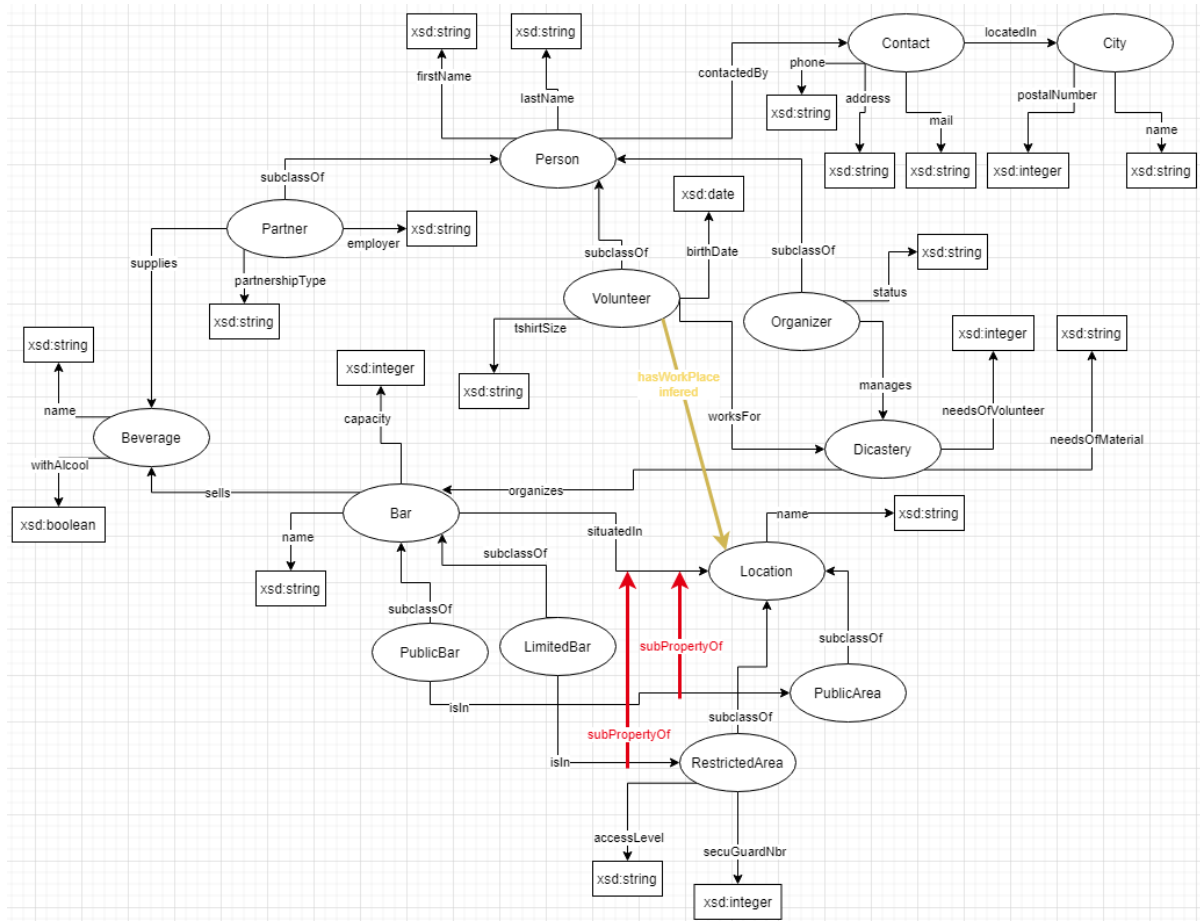 xsd:string
xsd:string
firstName
lastName
contactedBy
Contact
locatedIn
City
phone
xsd:string
address
mail
postalNumber
name
xsd:string
xsd:string
xsd:integer
xsd:string
Person
subclassOf
Partner
employer
xsd:string
supplies
partnershipType
xsd:string
subclassOf
xsd:date
birthDate
Volunteer
tshirtSize
xsd:string
subclassOf
xsd:string
status
Organizer
manages
xsd:integer
xsd:string
needsOfVolunteer
needsOfMaterial
hasWorkPlace
infered
worksFor
Dicastery
xsd:string
name
Beverage
withAlcool
xsd:boolean
xsd:integer
capacity
sells
organizes
Bar
name
xsd:string
situatedIn
name
xsd:string
Location
subclassOf
subclassOf
PublicBar
LimitedBar
subPropertyOf
subclassOf
PublicArea
isIn
subPropertyOf
subclassOf
isIn
RestrictedArea
accessLevel
xsd:string
secuGuardNbr
xsd:integer